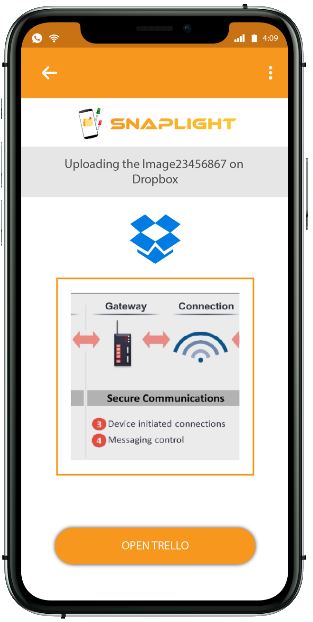 4:09
SNAPLIGHT
Uploading the Image23456867 on
Dropbox
Gateway Connection
Secure Communications
3 Device initiated connections
4 Messaging control
OPEN TRELLO